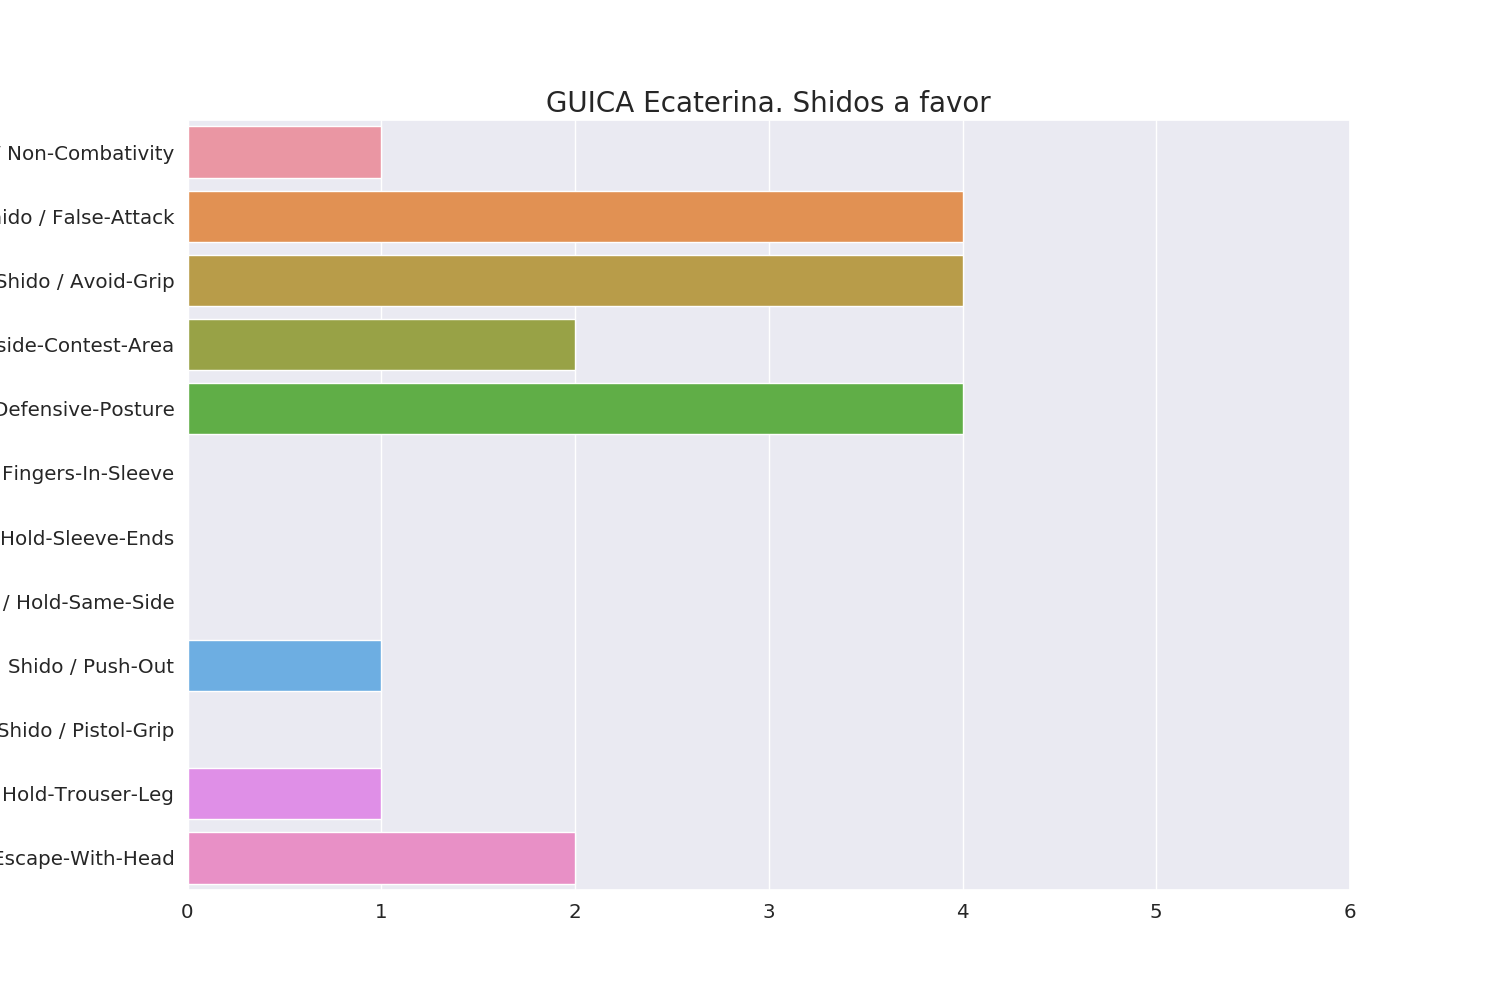 GUICA Ecaterina. Shidos a favor
/ Non-Combativity
ido / False-Attack
Shido / Avoid-Grip
side-Contest-Area
Defensive-Posture
Fingers-In-Sleeve
Hold-Sleeve-Ends
/ Hold-Same-Side
Shido / Push-Out
Shido / Pistol-Grip
Hold-Trouser-Leg
Escape-With-Head
0 1 2 3 4 5 6